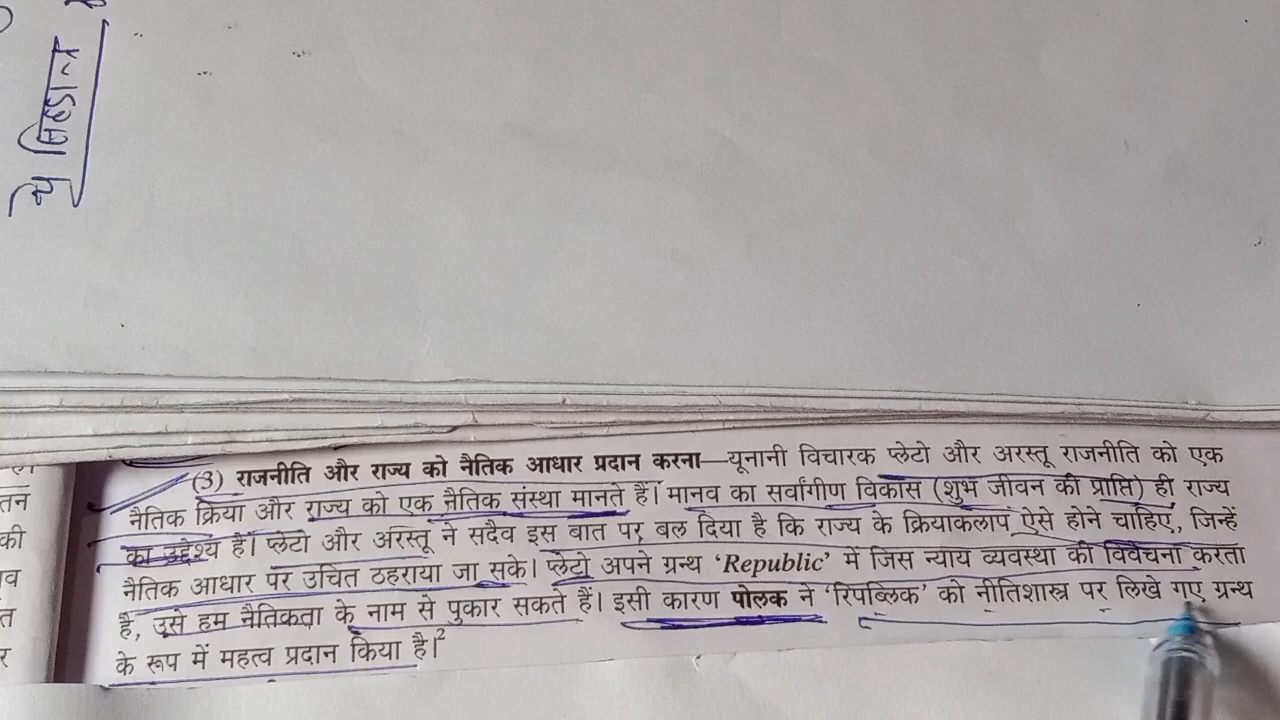 (3) राजनीति और राज्य को नैतिक आधार प्रदान करना—यूनानी विचारक प्लेटो और अरस्तू राजनीति को एक
नैतिक क्रिया और राज्य को एक नैतिक संस्था मानते हैं। मानव का सर्वांगीण विकास (शुभ जीवन की प्राप्ति) ही राज्य
का उद्देश्य है। प्लेटो और अरस्तू ने सदैव इस बात पर बल दिया है कि राज्य के क्रियाकलाप ऐसे होने चाहिए, जिन्हें
नैतिक आधार पर उचित ठहराया जा सके। प्लेटो अपने ग्रन्थ ‘Republic’ में जिस न्याय व्यवस्था की विवेचना करता
है, उसे हम नैतिकता के नाम से पुकार सकते हैं। इसी कारण पोलक ने ‘रिपब्लिक’ को नीतिशास्त्र पर लिखे गए ग्रन्थ
के रूप में महत्व प्रदान किया है।²
तन
की
व
त
र